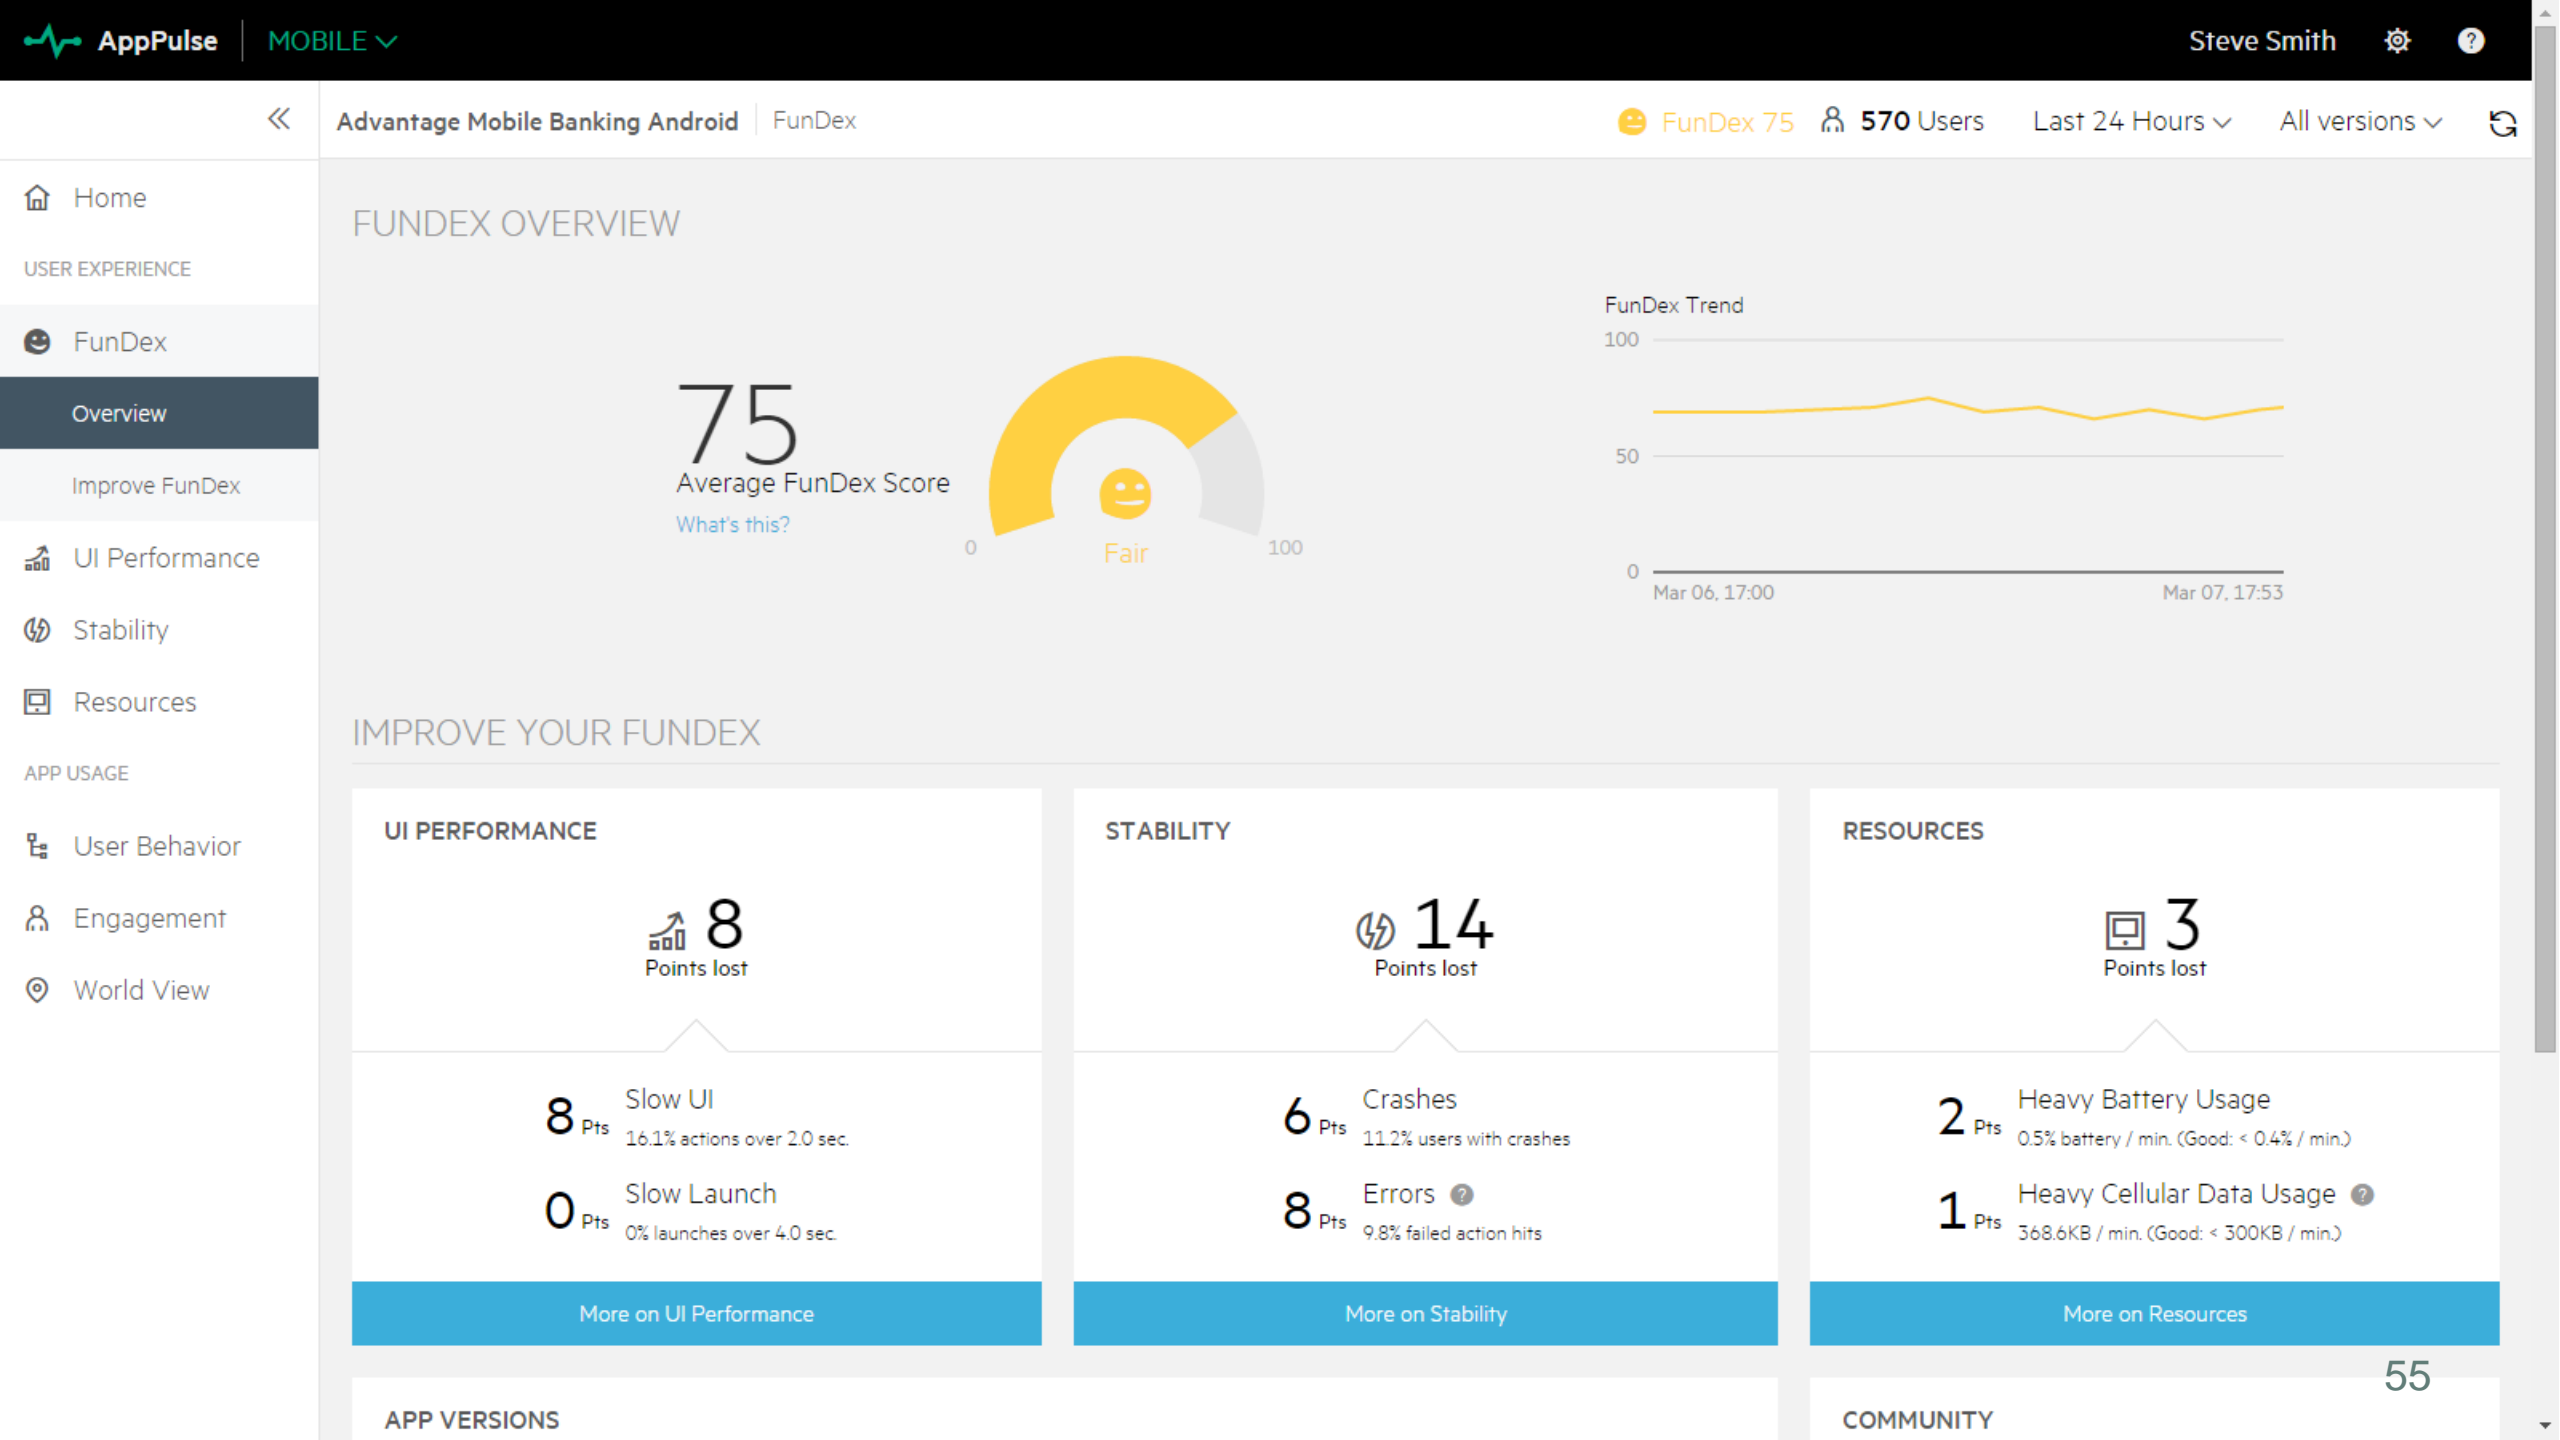 AppPulse
MOBILE
Steve Smith
Advantage Mobile Banking Android
FunDex
FunDex 75
570 Users
Last 24 Hours
All versions
Home
USER EXPERIENCE
FunDex
Overview
Improve FunDex
UI Performance
Stability
Resources
APP USAGE
User Behavior
Engagement
World View
FUNDEX OVERVIEW
75
Average FunDex Score
What's this?
0
Fair
100
FunDex Trend
100
50
0
Mar 06, 17:00
Mar 07, 17:53
IMPROVE YOUR FUNDEX
UI PERFORMANCE
8
Points lost
8 Pts
Slow UI
16.1% actions over 2.0 sec.
0 Pts
Slow Launch
0% launches over 4.0 sec.
More on UI Performance
STABILITY
14
Points lost
6 Pts
Crashes
11.2% users with crashes
8 Pts
Errors ?
9.8% failed action hits
More on Stability
RESOURCES
3
Points lost
2 Pts
Heavy Battery Usage
0.5% battery / min. (Good: < 0.4% / min.)
1 Pts
Heavy Cellular Data Usage ?
368.6KB / min. (Good: < 300KB / min.)
More on Resources
55
APP VERSIONS
COMMUNITY